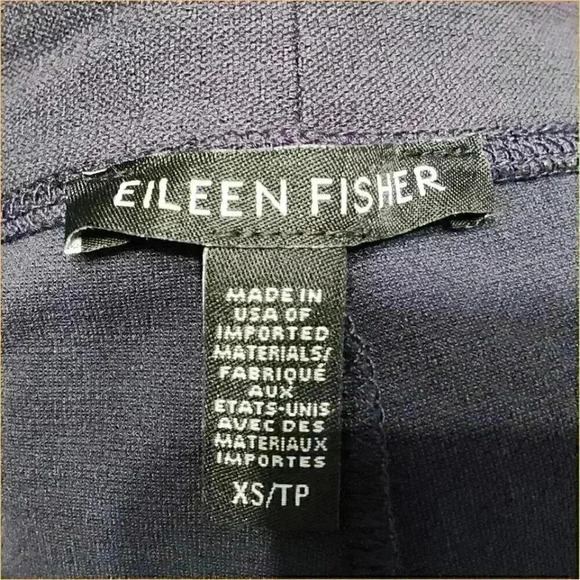 EILEEN FISHER
MADE IN
USA OF
IMPORTED
MATERIALS/
FABRIQUÉ
AUX
ETATS-UNIS
AVEC DES
MATERIAUX
IMPORTES
XS/TP